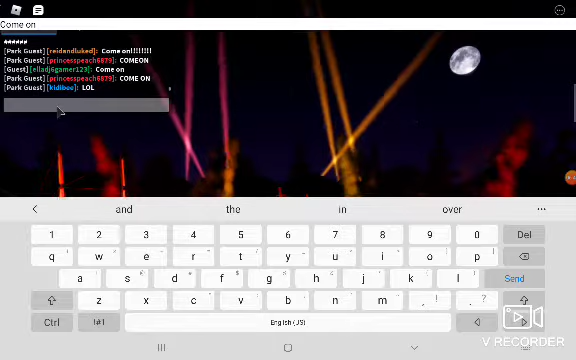 Come on
######
[Park Guest] [reidandluked]: Come on!!!!!!!!
[Park Guest] [princesspeach6879]: COMEON
[Guest] [elladj6gamer123]: Come on
[Park Guest] [princesspeach6879]: COME ON
[Park Guest] [kidibee]: LOL
and the in over
1 2 3 4 5 6 7 8 9 0 Del
q w e r t y u i o p
a s d f g h j k l Send
z x c v b n m , ! . ?
Ctrl !#1 English (US)
V RECORDER